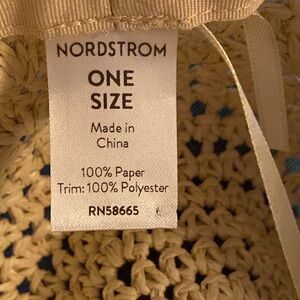 NORDSTROM
ONE
SIZE
Made in
China
100% Paper
Trim: 100% Polyester
RN58665